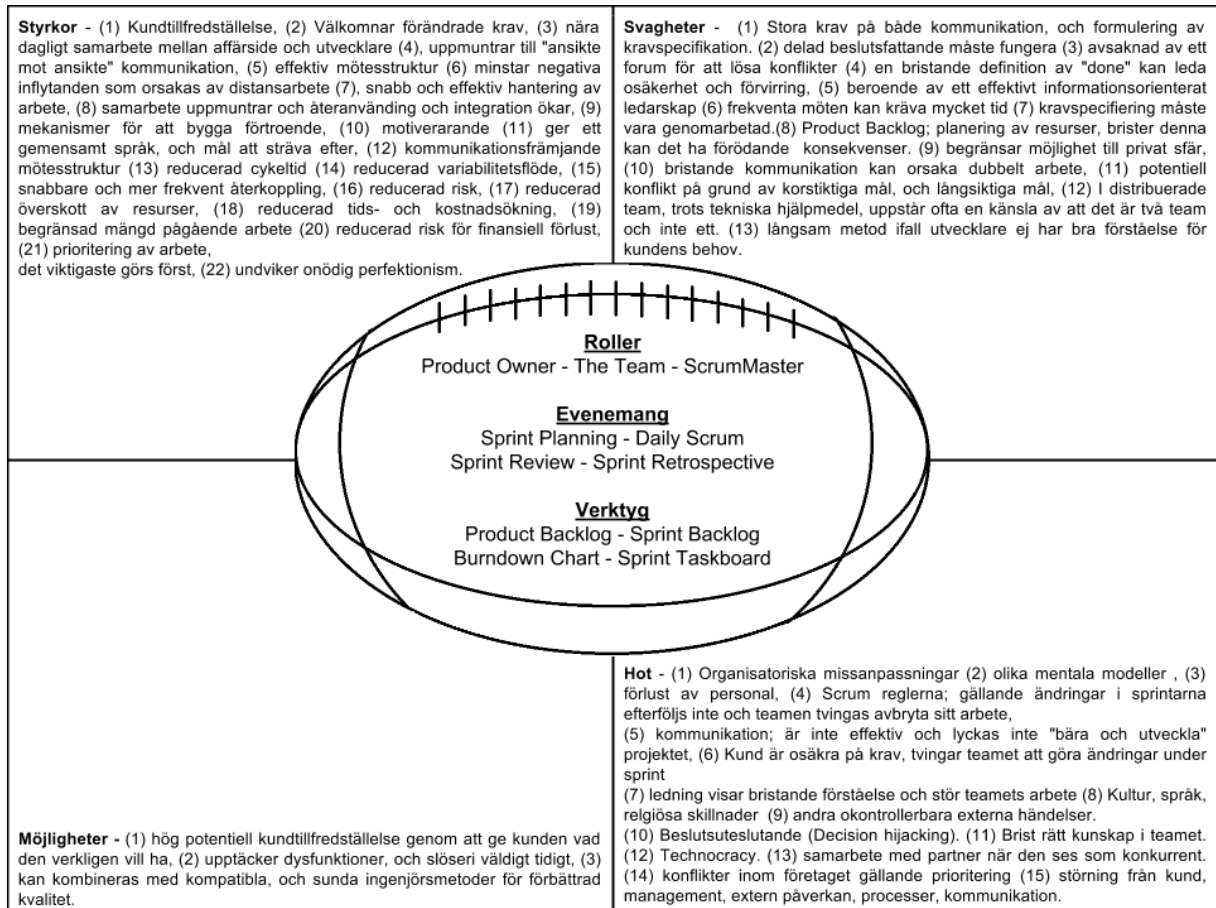 Styrkor - (1) Kundtillfredställelse, (2) Välkomnar förändrade krav, (3) nära
dagligt samarbete mellan affärside och utvecklare (4), uppmuntrar till "ansikte
mot ansikte" kommunikation, (5) effektiv mötesstruktur (6) minstar negativa
inflytanden som orsakas av distansarbete (7), snabb och effektiv hantering av
arbete, (8) samarbete uppmuntrar och återanvändning och integration ökar, (9)
mekanismer för att bygga förtroende, (10) motiverarande (11) ger ett
gemensamt språk, och mål att sträva efter, (12) kommunikationsfrämjande
mötesstruktur (13) reducerad cykeltid (14) reducerad variabilitetsflöde, (15)
snabbare och mer frekvent återkoppling, (16) reducerad risk, (17) reducerad
överskott av resurser, (18) reducerad tids- och kostnadsökning, (19)
begränsad mängd pågående arbete (20) reducerad risk för finansiell förlust,
(21) prioritering av arbete,
det viktigaste görs först, (22) undviker onödig perfektionism.
Svagheter - (1) Stora krav på både kommunikation, och formulering av
kravspecifikation. (2) delad beslutsfattande måste fungera (3) avsaknad av ett
forum för att lösa konflikter (4) en bristande definition av "done" kan leda
osäkerhet och förvirring, (5) beroende av ett effektivt informationsorienterat
ledarskap (6) frekventa möten kan kräva mycket tid (7) kravspecifiering måste
vara genomarbetad.(8) Product Backlog; planering av resurser, brister denna
kan det ha förödande konsekvenser. (9) begränsar möjlighet till privat sfär,
(10) bristande kommunikation kan orsaka dubbelt arbete, (11) potentiell
konflikt på grund av korstiktiga mål, och långsiktiga mål, (12) I distribuerade
team, trots tekniska hjälpmedel, uppstår ofta en känsla av att det är två team
och inte ett. (13) långsam metod ifall utvecklare ej har bra förståelse för
kundens behov.
Roller
Product Owner - The Team - ScrumMaster
Evenemang
Sprint Planning - Daily Scrum
Sprint Review - Sprint Retrospective
Verktyg
Product Backlog - Sprint Backlog
Burndown Chart - Sprint Taskboard
Möjligheter - (1) hög potentiell kundtillfredställelse genom att ge kunden vad
den verkligen vill ha, (2) upptäcker dysfunktioner, och slöseri väldigt tidigt, (3)
kan kombineras med kompatibla, och sunda ingenjörsmetoder för förbättrad
kvalitet.
Hot - (1) Organisatoriska missanpassningar (2) olika mentala modeller , (3)
förlust av personal, (4) Scrum reglerna; gällande ändringar i sprintarna
efterföljs inte och teamen tvingas avbryta sitt arbete,
(5) kommunikation; är inte effektiv och lyckas inte "bära och utveckla"
projektet, (6) Kund är osäkra på krav, tvingar teamet att göra ändringar under
sprint
(7) ledning visar bristande förståelse och stör teamets arbete (8) Kultur, språk,
relgiösa skillnader (9) andra okontrollerbara externa händelser.
(10) Beslutsuteslutande (Decision hijacking). (11) Brist rätt kunskap i teamet.
(12) Technocracy. (13) samarbete med partner när den ses som konkurrent.
(14) konflikter inom företaget gällande prioritering (15) störning från kund,
management, extern påverkan, processer, kommunikation.